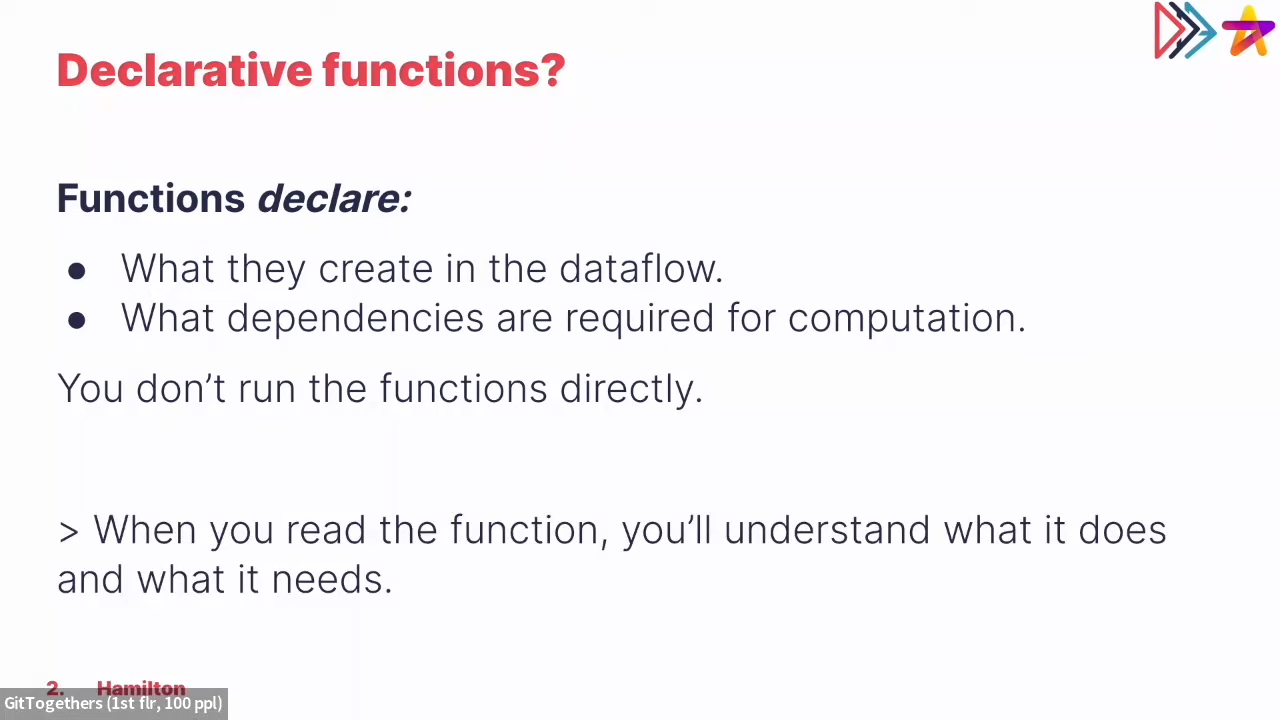 Declarative functions?
Functions declare:
● What they create in the dataflow.
● What dependencies are required for computation.
You don’t run the functions directly.
> When you read the function, you’ll understand what it does
and what it needs.
2. Hamilton
GitTogethers (1st flr, 100 ppl)